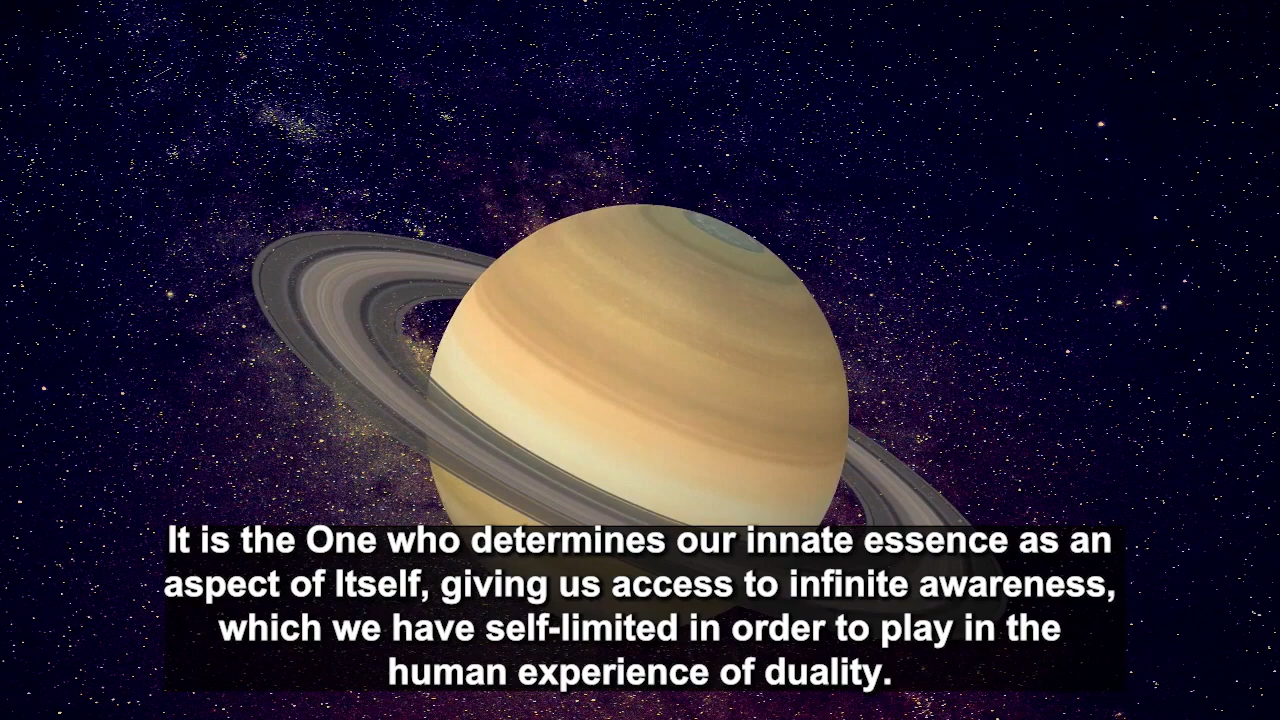 It is the One who determines our innate essence as an
aspect of Itself, giving us access to infinite awareness,
which we have self-limited in order to play in the
human experience of duality.